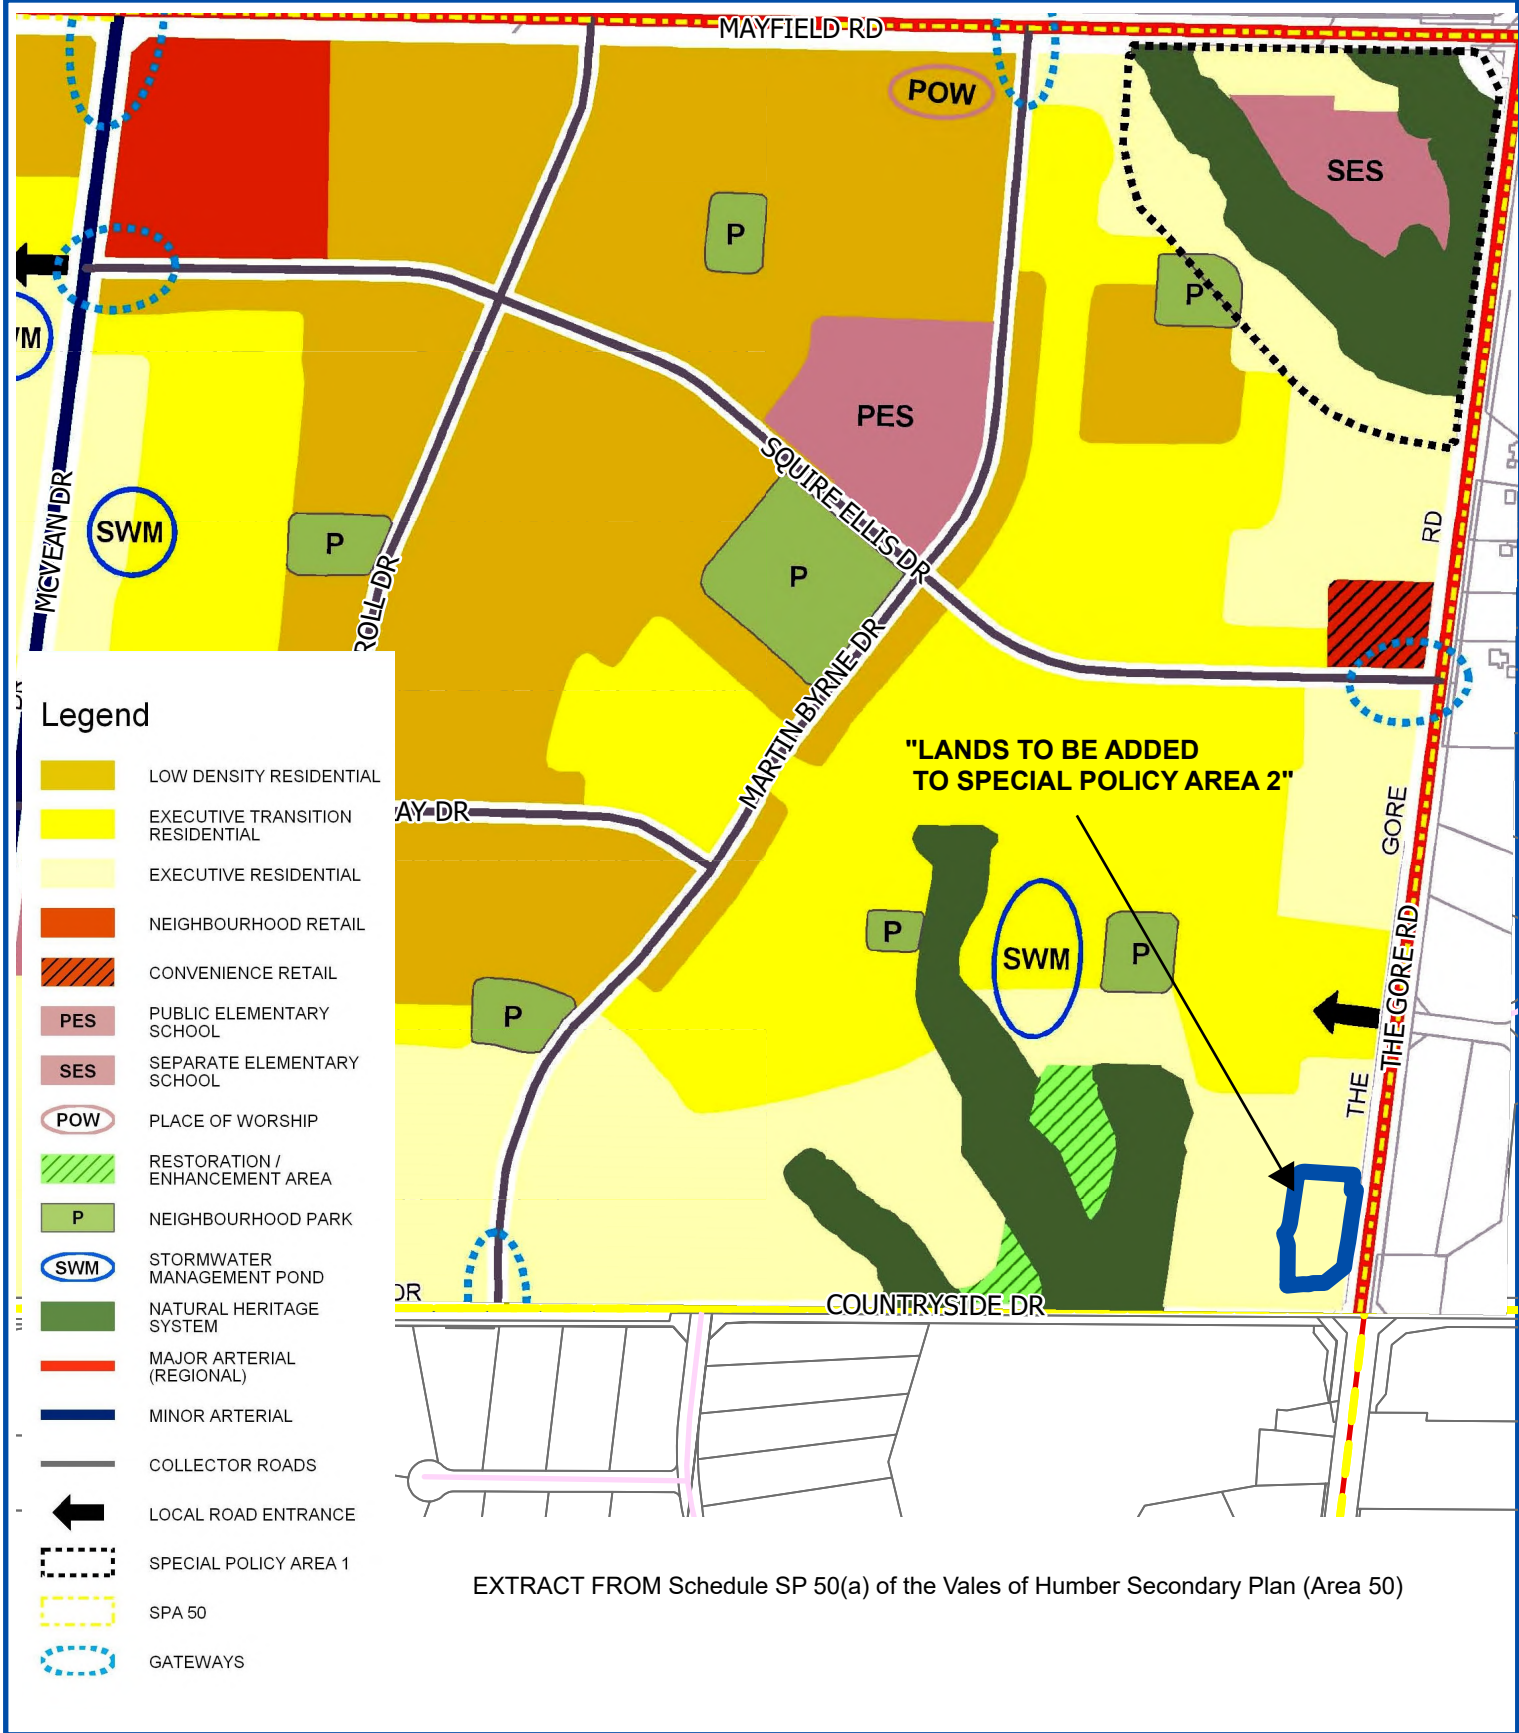 MAYFIELD RD
POW
SES
P
P
PES
SQUIRE ELLIS DR
MCVEAN DR
SWM
P
ROLL DR
P
RD
MARTIN BYRNE DR
"LANDS TO BE ADDED
TO SPECIAL POLICY AREA 2"
AY DR
GORE
P
SWM
P
THE GORE RD
P
THE
DR
COUNTRYSIDE DR
Legend
LOW DENSITY RESIDENTIAL
EXECUTIVE TRANSITION
RESIDENTIAL
EXECUTIVE RESIDENTIAL
NEIGHBOURHOOD RETAIL
CONVENIENCE RETAIL
PES
PUBLIC ELEMENTARY
SCHOOL
SES
SEPARATE ELEMENTARY
SCHOOL
POW
PLACE OF WORSHIP
RESTORATION /
ENHANCEMENT AREA
P
NEIGHBOURHOOD PARK
SWM
STORMWATER
MANAGEMENT POND
NATURAL HERITAGE
SYSTEM
MAJOR ARTERIAL
(REGIONAL)
MINOR ARTERIAL
COLLECTOR ROADS
LOCAL ROAD ENTRANCE
SPECIAL POLICY AREA 1
SPA 50
GATEWAYS
EXTRACT FROM Schedule SP 50(a) of the Vales of Humber Secondary Plan (Area 50)